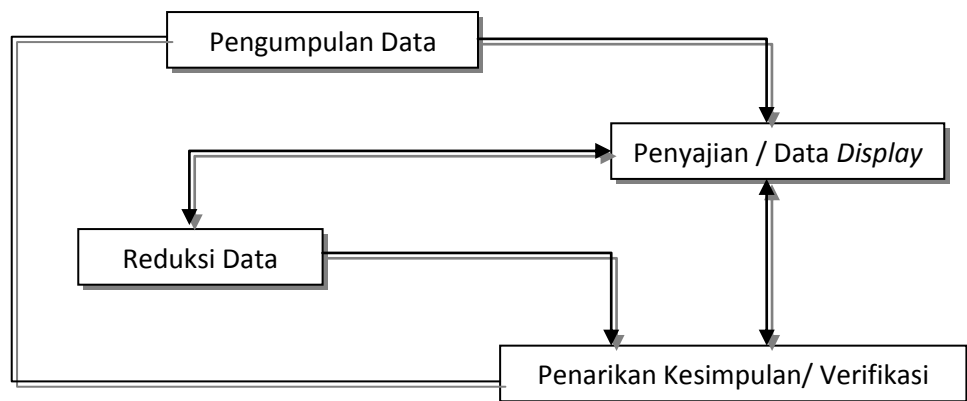 Pengumpulan Data
Penyajian / Data Display
Reduksi Data
Penarikan Kesimpulan/ Verifikasi